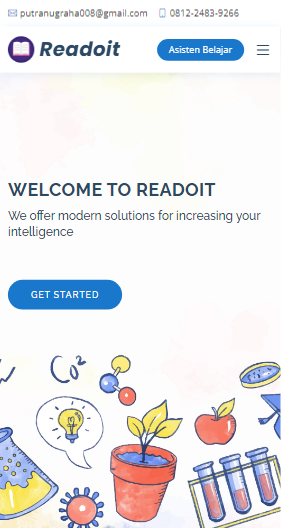 putranugraha008@gmail.com 0812-2483-9266
Readoit Asisten Belajar
WELCOME TO READOIT
We offer modern solutions for increasing your
intelligence
GET STARTED
Co²